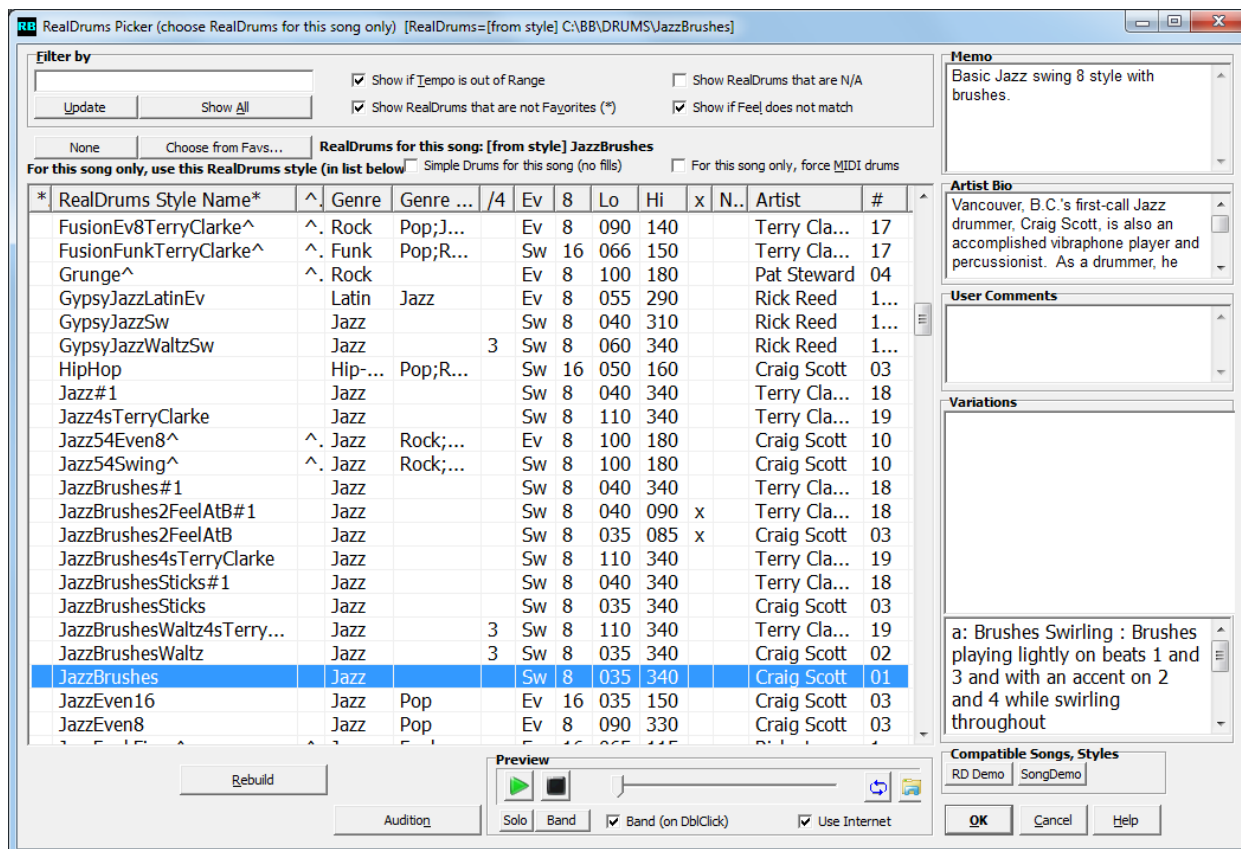 RB RealDrums Picker (choose RealDrums for this song only) [RealDrums=[from style] C:\BB\DRUMS\JazzBrushes]
Filter by
Show if Tempo is out of Range
Show RealDrums that are N/A
Update
Show All
Show RealDrums that are not Favorites (*)
Show if Feel does not match
None
Choose from Favs...
RealDrums for this song: [from style] JazzBrushes
For this song only, use this RealDrums style (in list below
Simple Drums for this song (no fills)
For this song only, force MIDI drums
* RealDrums Style Name* ^. Genre Genre ... /4 Ev 8 Lo Hi x N.. Artist #
FusionEv8TerryClarke^ ^. Rock Pop;J... Ev 8 090 140 Terry Cla... 17
FusionFunkTerryClarke^ ^. Funk Pop;R... Sw 16 066 150 Terry Cla... 17
Grunge^ ^. Rock Ev 8 100 180 Pat Steward 04
GypsyJazzLatinEv Latin Jazz Ev 8 055 290 Rick Reed 1...
GypsyJazzSw Jazz Sw 8 040 310 Rick Reed 1...
GypsyJazzWaltzSw Jazz 3 Sw 8 060 340 Rick Reed 1...
HipHop Hip-... Pop;R... Sw 16 050 160 Craig Scott 03
Jazz#1 Jazz Sw 8 040 340 Terry Cla... 18
Jazz4sTerryClarke Jazz Sw 8 110 340 Terry Cla... 19
Jazz54Even8^ ^. Jazz Rock;... Ev 8 100 180 Craig Scott 10
Jazz54Swing^ ^. Jazz Rock;... Sw 8 100 180 Craig Scott 10
JazzBrushes#1 Jazz Sw 8 040 340 Terry Cla... 18
JazzBrushes2FeelAtB#1 Jazz Sw 8 040 090 x Terry Cla... 18
JazzBrushes2FeelAtB Jazz Sw 8 035 085 x Craig Scott 03
JazzBrushes4sTerryClarke Jazz Sw 8 110 340 Terry Cla... 19
JazzBrushesSticks#1 Jazz Sw 8 040 340 Terry Cla... 18
JazzBrushesSticks Jazz Sw 8 035 340 Craig Scott 03
JazzBrushesWaltz4sTerry... Jazz 3 Sw 8 110 340 Terry Cla... 19
JazzBrushesWaltz Jazz 3 Sw 8 035 340 Craig Scott 02
JazzBrushes Jazz Sw 8 035 340 Craig Scott 01
JazzEven16 Jazz Pop Ev 16 035 150 Craig Scott 03
JazzEven8 Jazz Pop Ev 8 090 330 Craig Scott 03
Rebuild
Audition
Preview
Solo
Band
Band (on DblClick)
Use Internet
Memo
Basic Jazz swing 8 style with
brushes.
Artist Bio
Vancouver, B.C.'s first-call Jazz
drummer, Craig Scott, is also an
accomplished vibraphone player and
percussionist. As a drummer, he
User Comments
Variations
a: Brushes Swirling : Brushes
playing lightly on beats 1 and
3 and with an accent on 2
and 4 while swirling
throughout
Compatible Songs, Styles
RD Demo
SongDemo
OK
Cancel
Help